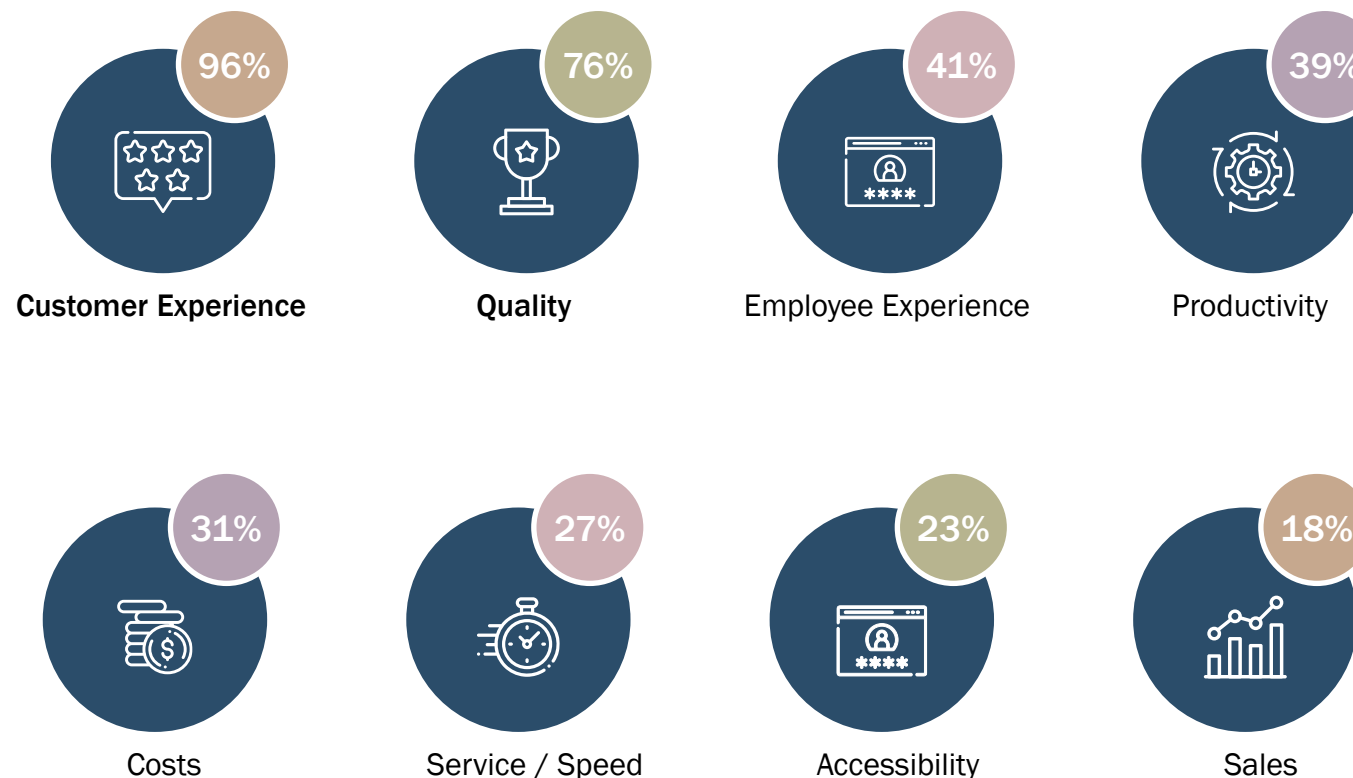 96% 76% 41% 39%
Customer Experience Quality Employee Experience Productivity
31% 27% 23% 18%
Costs Service / Speed Accessibility Sales